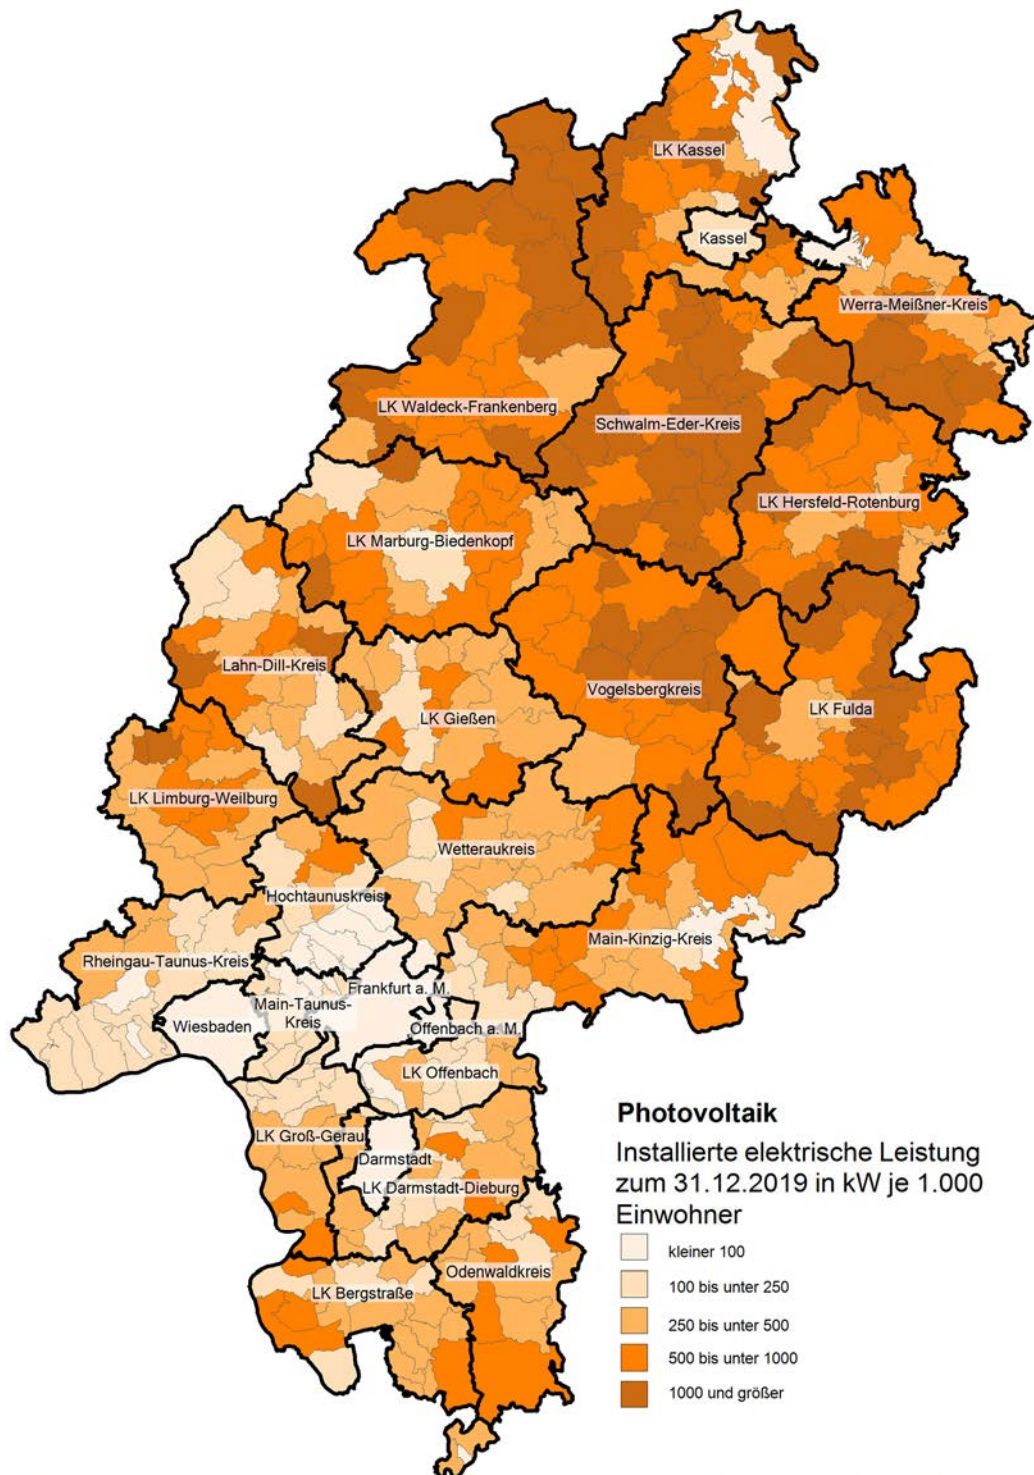 LK Kassel
Kassel
Werra-Meißner-Kreis
LK Waldeck-Frankenberg
Schwalm-Eder-Kreis
LK Hersfeld-Rotenburg
LK Marburg-Biedenkopf
Lahn-Dill-Kreis
Vogelsbergkreis
LK Gießen
LK Fulda
LK Limburg-Weilburg
Wetteraukreis
Hochtaunuskreis
Main-Kinzig-Kreis
Rheingau-Taunus-Kreis
Frankfurt a. M.
Main-Taunus-
Kreis
Wiesbaden
Offenbach a. M.
LK Offenbach
LK Groß-Gerau
Darmstadt
LK Darmstadt-Dieburg
Odenwaldkreis
LK Bergstraße
Photovoltaik
Installierte elektrische Leistung
zum 31.12.2019 in kW je 1.000
Einwohner
kleiner 100
100 bis unter 250
250 bis unter 500
500 bis unter 1000
1000 und größer